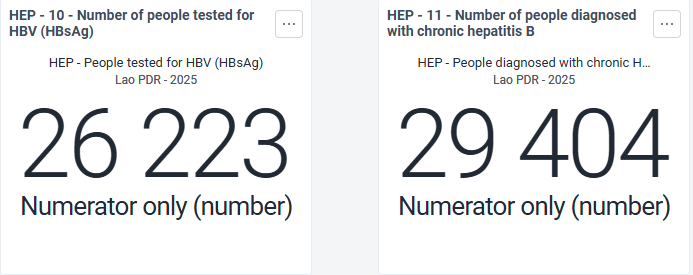 HEP - 10 - Number of people tested for
HBV (HBsAg)
HEP - People tested for HBV (HBsAg)
Lao PDR - 2025
26 223
Numerator only (number)
HEP - 11 - Number of people diagnosed
with chronic hepatitis B
HEP - People diagnosed with chronic H...
Lao PDR - 2025
29 404
Numerator only (number)